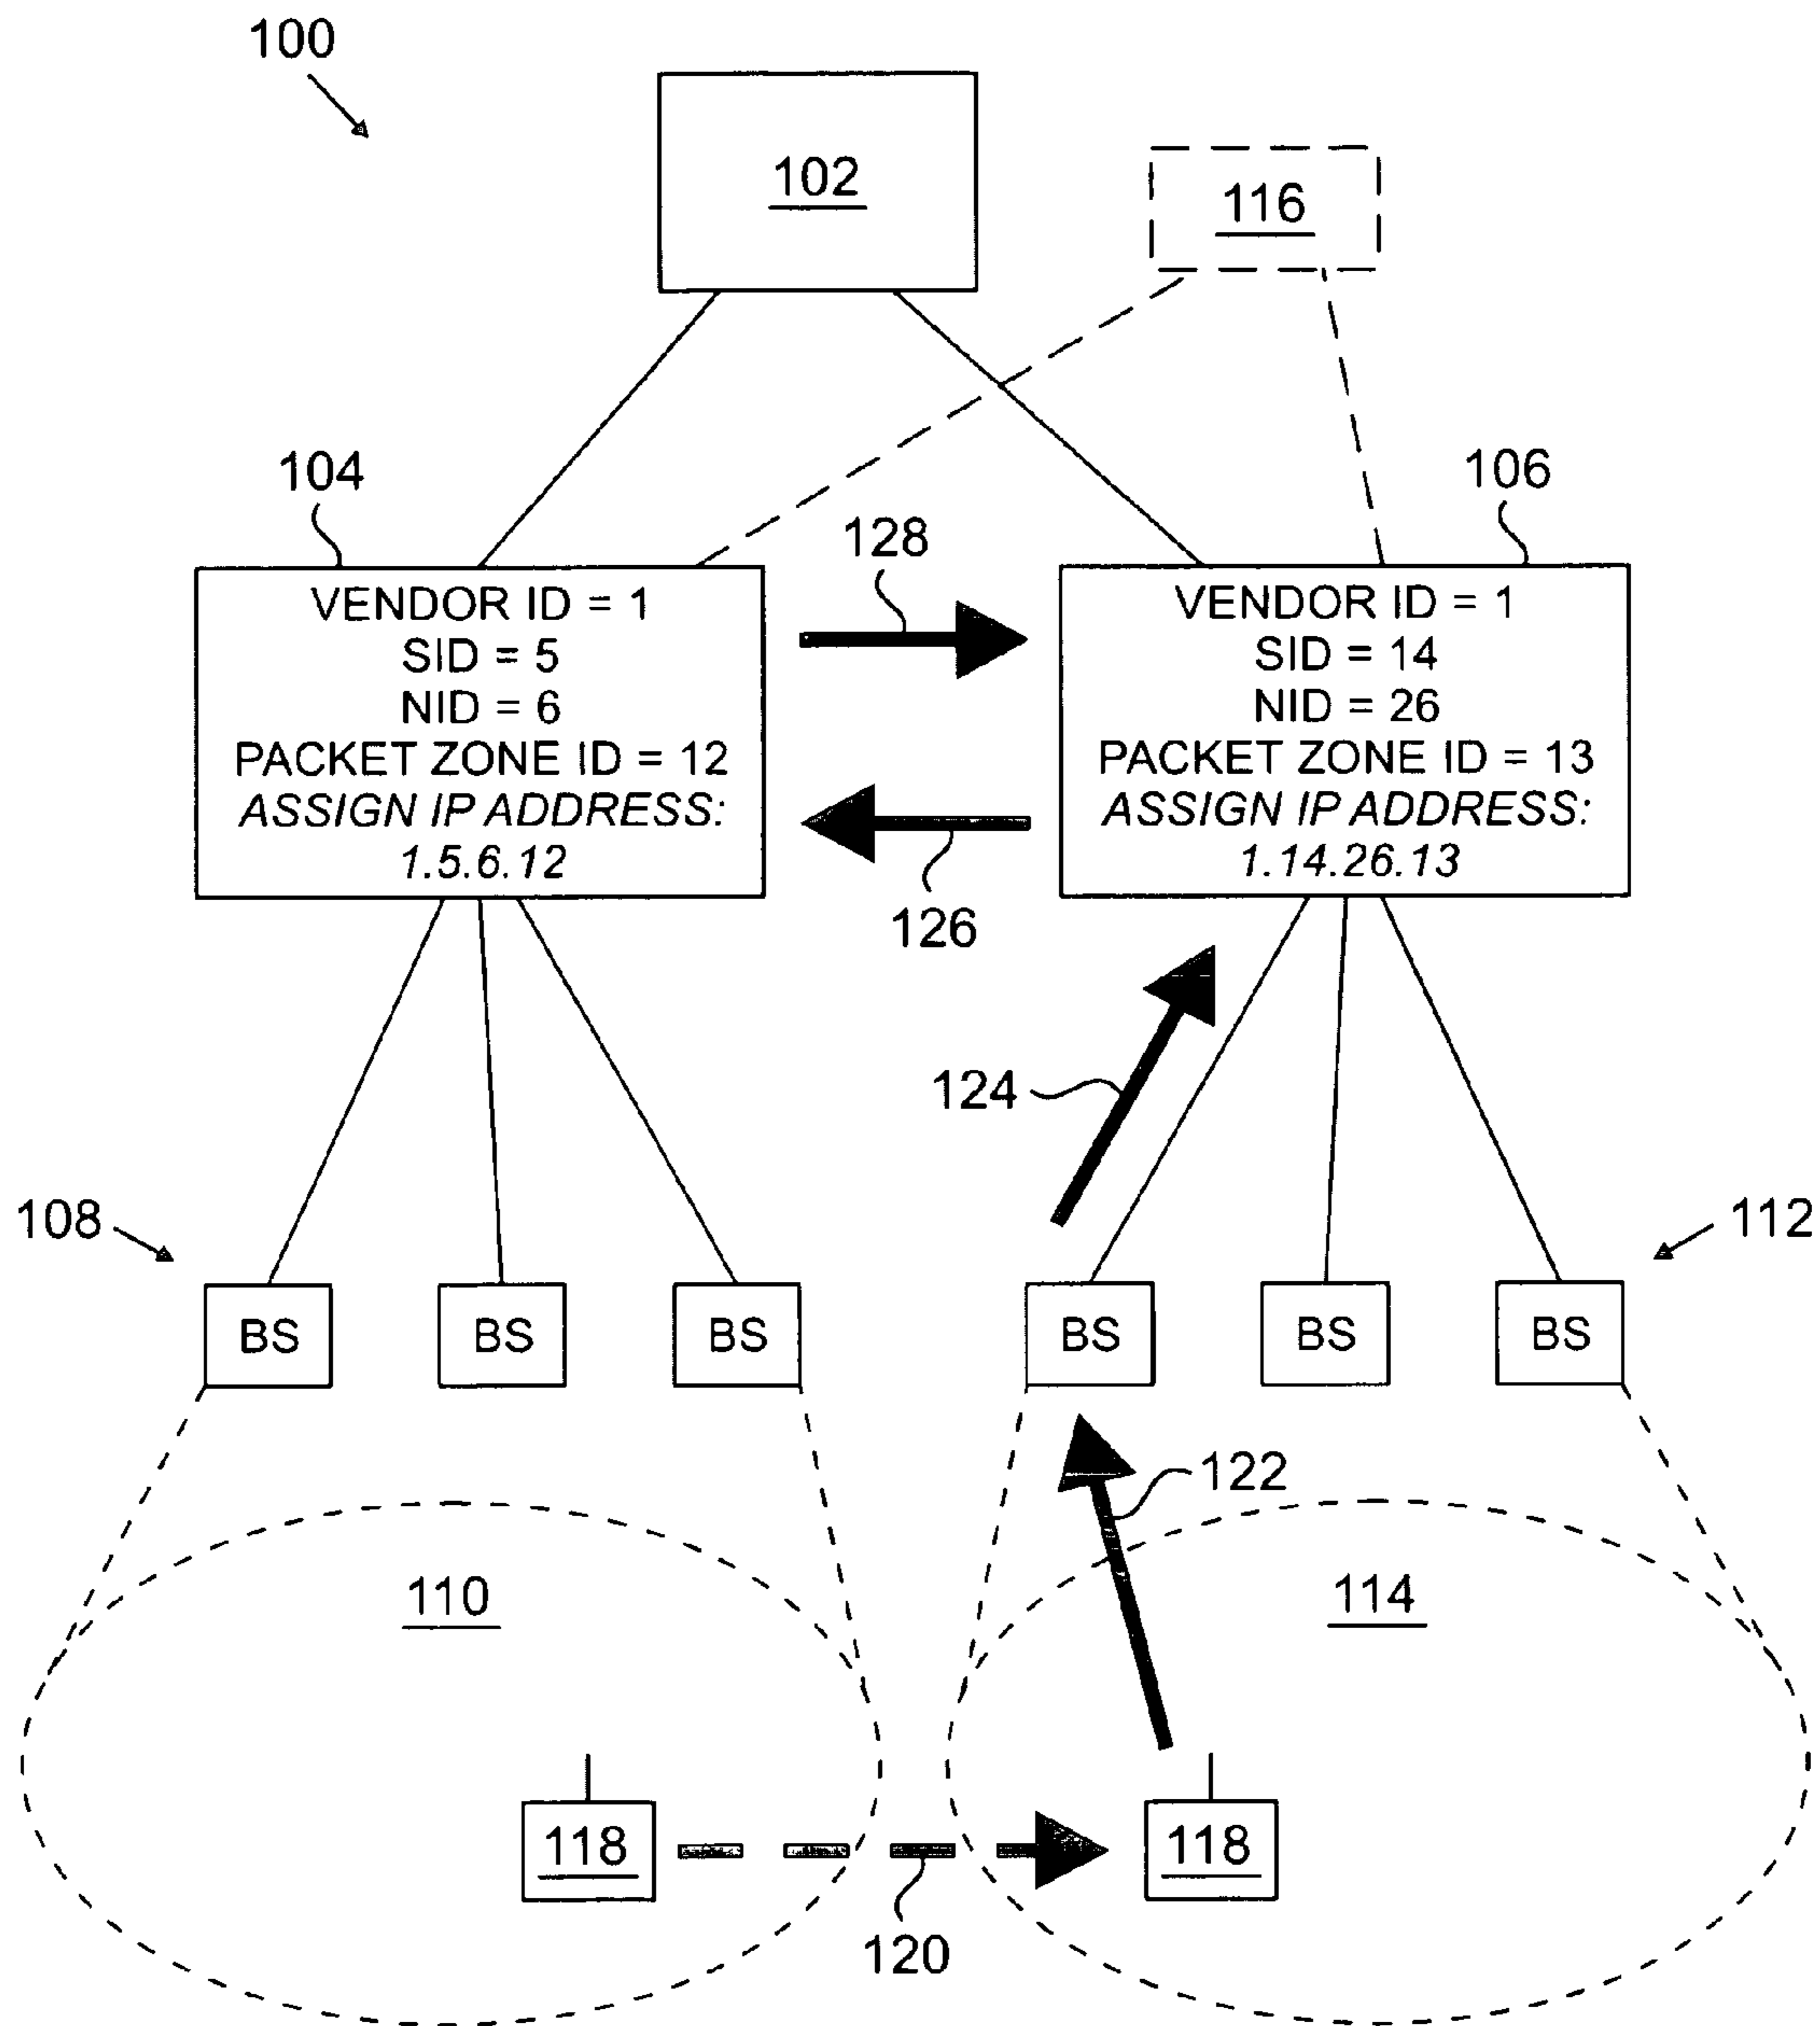 100
102
116
104
106
128
VENDOR ID = 1
SID = 5
NID = 6
PACKET ZONE ID = 12
ASSIGN IP ADDRESS:
1.5.6.12
VENDOR ID = 1
SID = 14
NID = 26
PACKET ZONE ID = 13
ASSIGN IP ADDRESS:
1.14.26.13
126
124
108
112
BS
BS
BS
BS
BS
BS
122
110
114
118
118
120